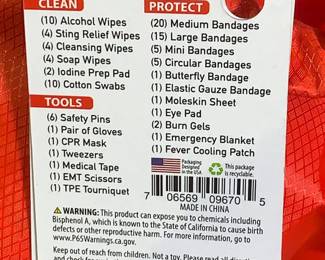 CLEAN
(10) Alcohol Wipes
(4) Sting Relief Wipes
(4) Cleansing Wipes
(4) Soap Wipes
(2) Iodine Prep Pad
(10) Cotton Swabs
TOOLS
(6) Safety Pins
(1) Pair of Gloves
(1) CPR Mask
(1) Tweezers
(1) Medical Tape
(1) EMT Scissors
(1) TPE Tourniquet
PROTECT
(20) Medium Bandages
(15) Large Bandages
(5) Mini Bandages
(5) Circular Bandages
(1) Butterfly Bandage
(1) Elastic Gauze Bandage
(1) Moleskin Sheet
(1) Eye Pad
(2) Burn Gels
(1) Emergency Blanket
(1) Fever Cooling Patch
Packaging
Designed
in the USA
This package
is recyclable.
7 06569 09670 5
MADE IN CHINA
WARNING: This product can expose you to chemicals including
Bisphenol A, which is known to the State of California to cause birth
defects or other reproductive harm. For more information go to
www.P65Warnings.ca.gov.
Keep out of reach from children. Not a toy. Please read all